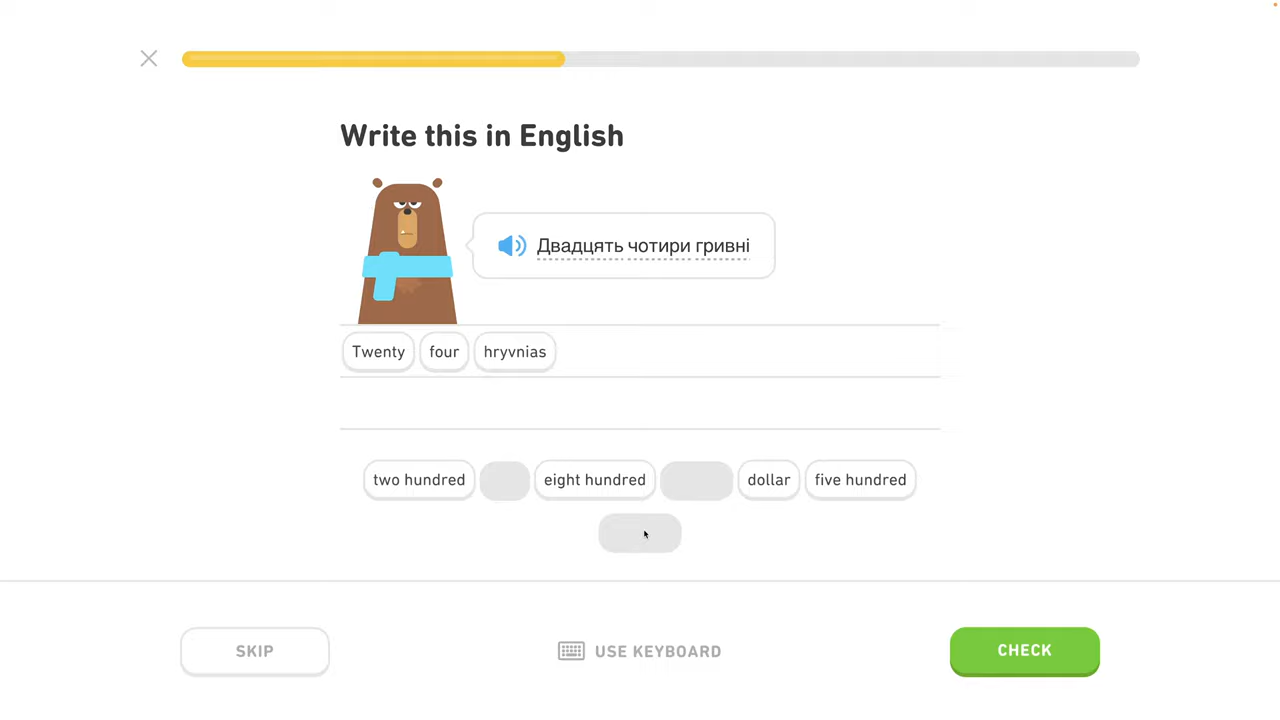 Write this in English
Двадцять чотири гривні
Twenty four hryvnias
two hundred eight hundred dollar five hundred
SKIP USE KEYBOARD CHECK